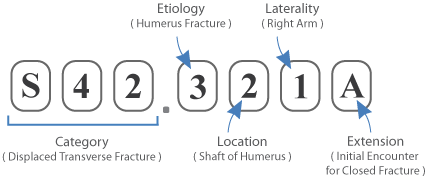 Etiology
( Humerus Fracture )
Laterality
( Right Arm )
S 4 2 . 3 2 1 A
Category
( Displaced Transverse Fracture )
Location
( Shaft of Humerus )
Extension
( Initial Encounter
for Closed Fracture )